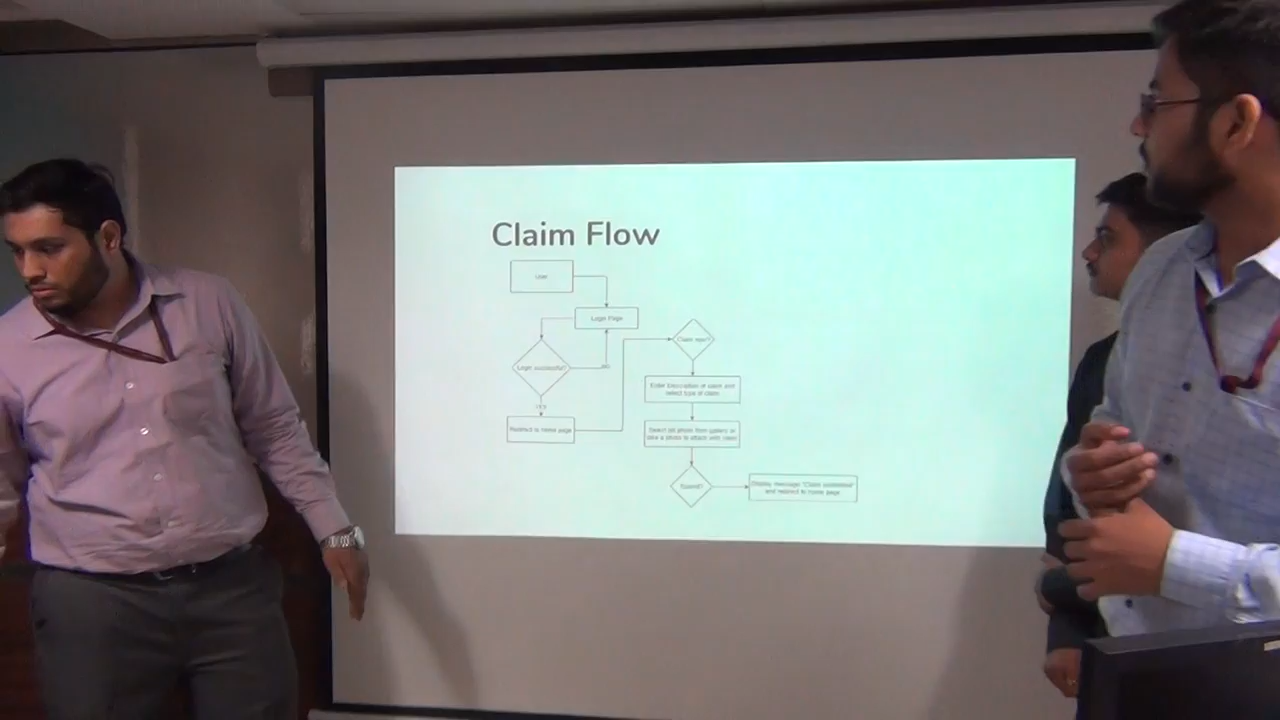 Claim Flow
User
Login Page
Login successful?
NO
YES
Redirect to home page
Claim now?
Enter Description of claim and
select type of claim
Select old photo from gallery or
take a photo to attach with claim
Submit?
Display message "Claim submitted"
and redirect to home page